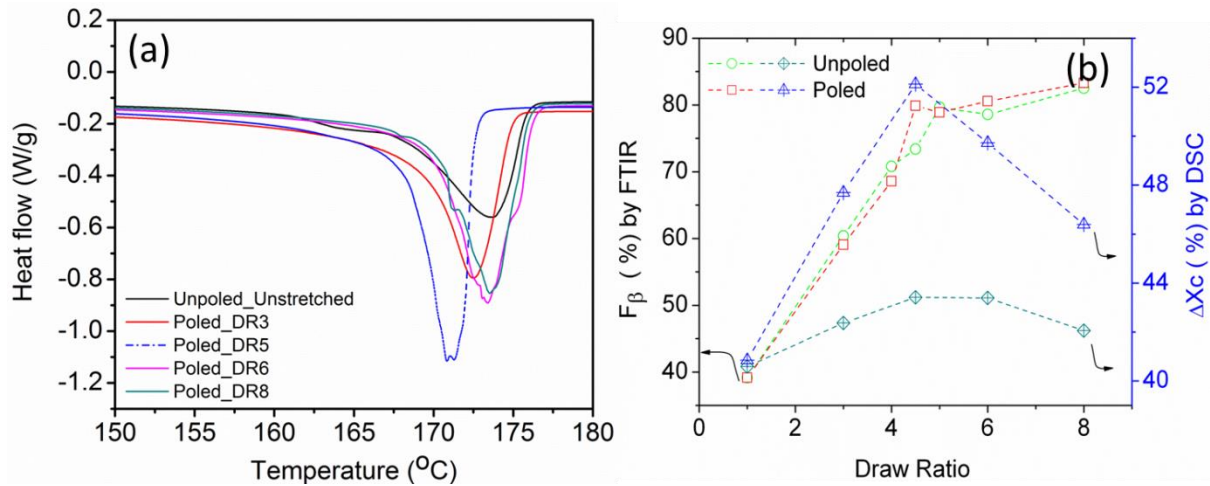 (a)
0.2
0.0
-0.2
-0.4
-0.6
-0.8
-1.0
-1.2
Heat flow (W/g)
Unpoled_Unstretched
Poled_DR3
Poled_DR5
Poled_DR6
Poled_DR8
150 155 160 165 170 175 180
Temperature (°C)
(b)
90
80
70
60
50
40
Fβ ( %) by FTIR
Unpoled
Poled
52
48
44
40
ΔXc ( %) by DSC
0 2 4 6 8
Draw Ratio